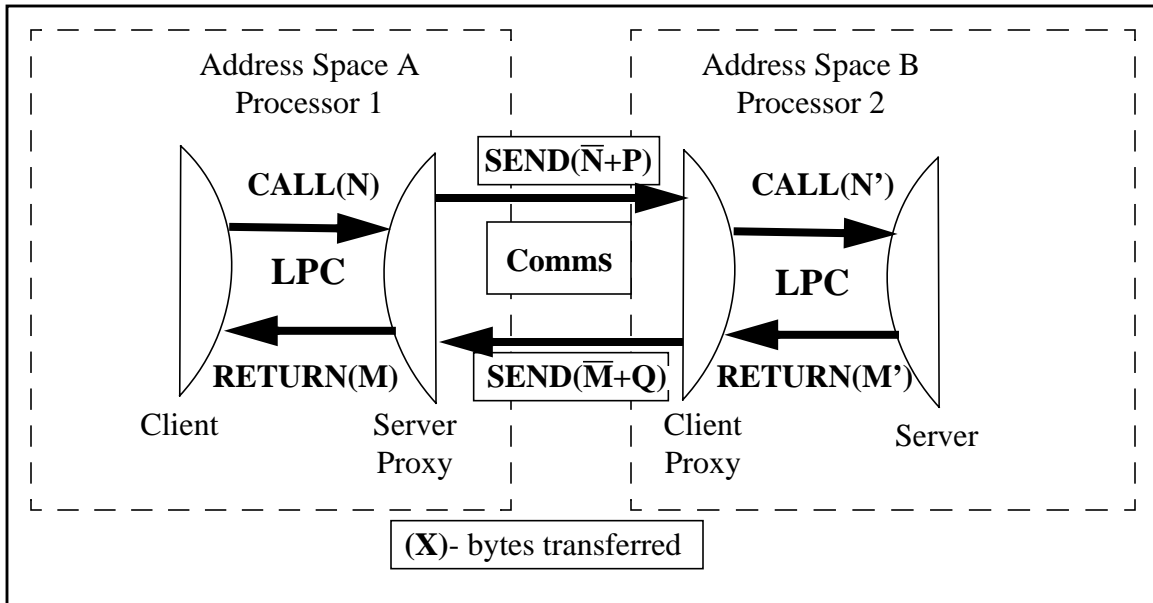 Address Space A
Processor 1
Address Space B
Processor 2
SEND(N̅+P)
CALL(N)
CALL(N’)
LPC
Comms
LPC
RETURN(M)
SEND(M̅+Q)
RETURN(M’)
Client
Server
Proxy
Client
Proxy
Server
(X)- bytes transferred